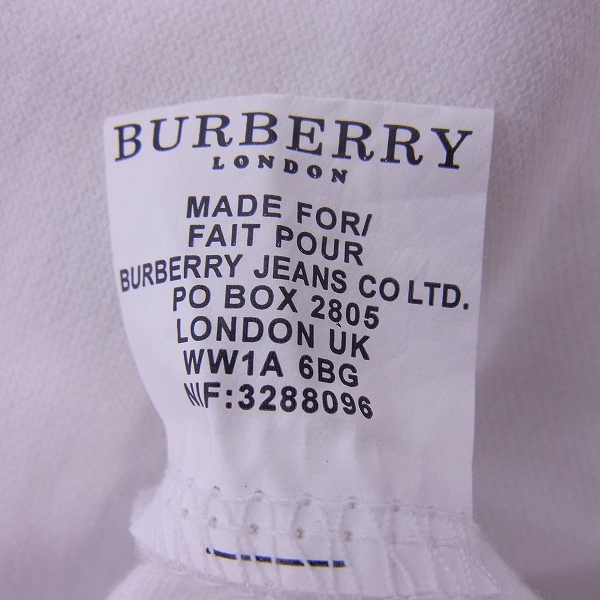 BURBERRY
LONDON
MADE FOR/
FAIT POUR
BURBERRY JEANS CO LTD.
PO BOX 2805
LONDON UK
WW1A 6BG
NIF:3288096